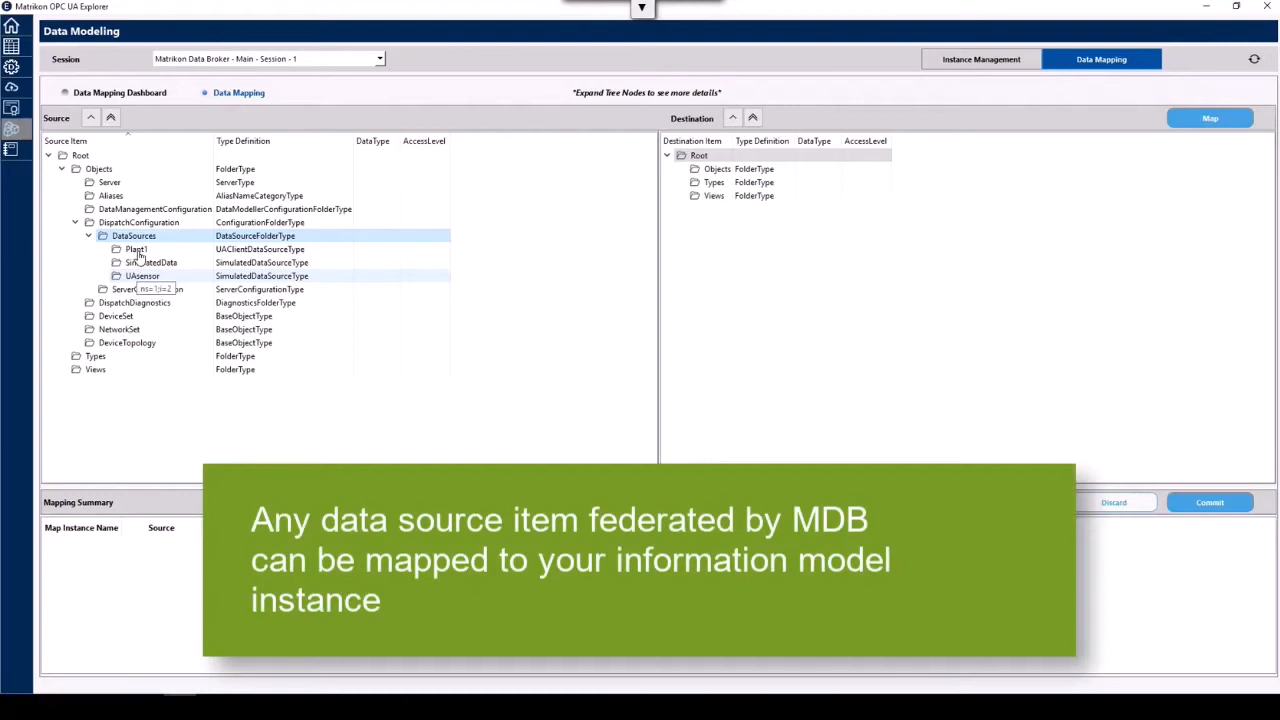 Matrikon OPC UA Explorer
Data Modeling
Session
Matrikon Data Broker - Main - Session - 1
Instance Management
Data Mapping
Data Mapping Dashboard
Data Mapping
*Expand Tree Nodes to see more details*
Source
Destination
Map
Source Item Type Definition DataType AccessLevel
Root
Objects FolderType
Server ServerType
Aliases AliasNameCategoryType
DataManagementConfiguration DataModellerConfigurationFolderType
DispatchConfiguration ConfigurationFolderType
DataSources DataSourceFolderType
Plant1 UAClientDataSourceType
SimulatedData SimulatedDataSourceType
UAsensor SimulatedDataSourceType
ns=1;i=2
ServerConfigurationType
DispatchDiagnostics DiagnosticsFolderType
DeviceSet BaseObjectType
NetworkSet BaseObjectType
DeviceTopology BaseObjectType
Types FolderType
Views FolderType
Destination Item Type Definition DataType AccessLevel
Root
Objects FolderType
Types FolderType
Views FolderType
Mapping Summary
Discard
Commit
Map Instance Name Source
Any data source item federated by MDB
can be mapped to your information model
instance